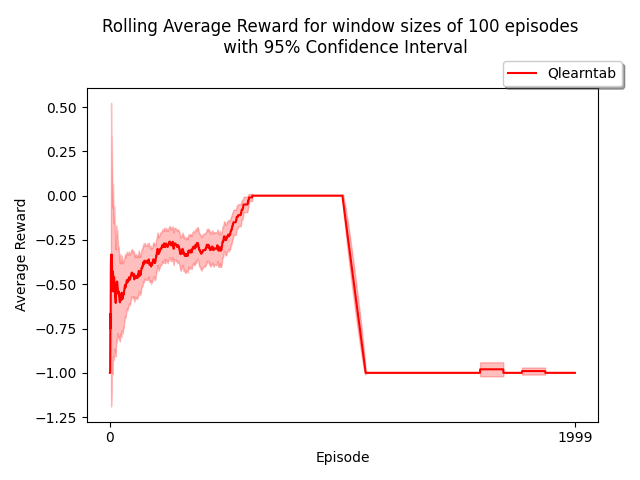 Rolling Average Reward for window sizes of 100 episodes
with 95% Confidence Interval
Qlearntab
0.50
0.25
0.00
−0.25
−0.50
−0.75
−1.00
−1.25
Average Reward
0
1999
Episode